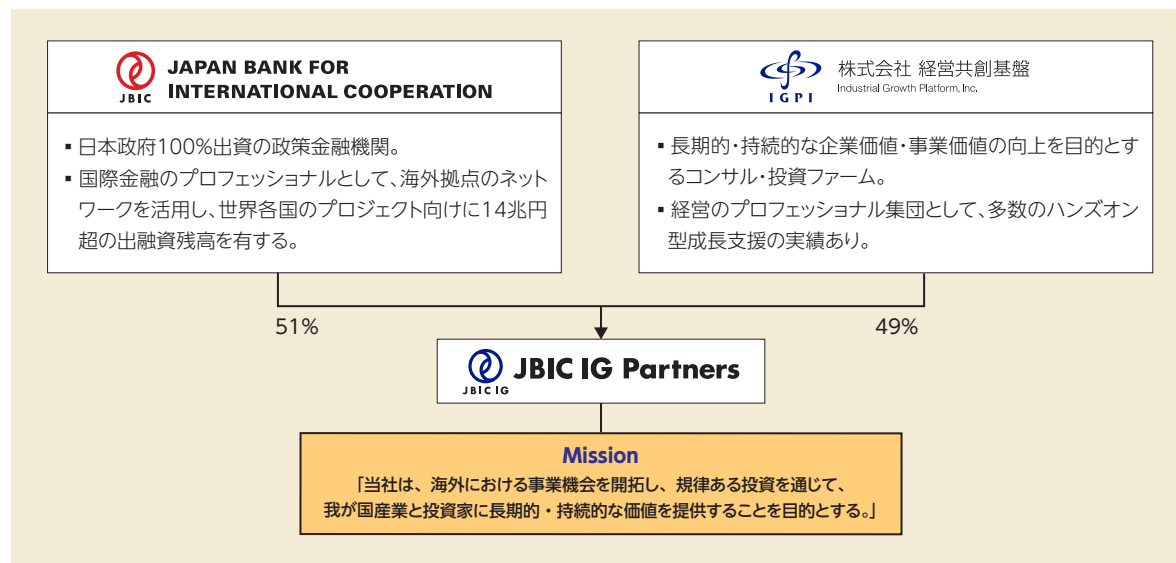 JBIC
JAPAN BANK FOR
INTERNATIONAL COOPERATION
▪ 日本政府100%出資の政策金融機関。
▪ 国際金融のプロフェッショナルとして、海外拠点のネット
ワークを活用し、世界各国のプロジェクト向けに14兆円
超の出融資残高を有する。
IGPI
株式会社 経営共創基盤
Industrial Growth Platform, Inc.
▪ 長期的・持続的な企業価値・事業価値の向上を目的とす
るコンサル・投資ファーム。
▪ 経営のプロフェッショナル集団として、多数のハンズオン
型成長支援の実績あり。
51%
49%
JBIC IG
JBIC IG Partners
Mission
「当社は、海外における事業機会を開拓し、規律ある投資を通じて、
我が国産業と投資家に長期的・持続的な価値を提供することを目的とする。」